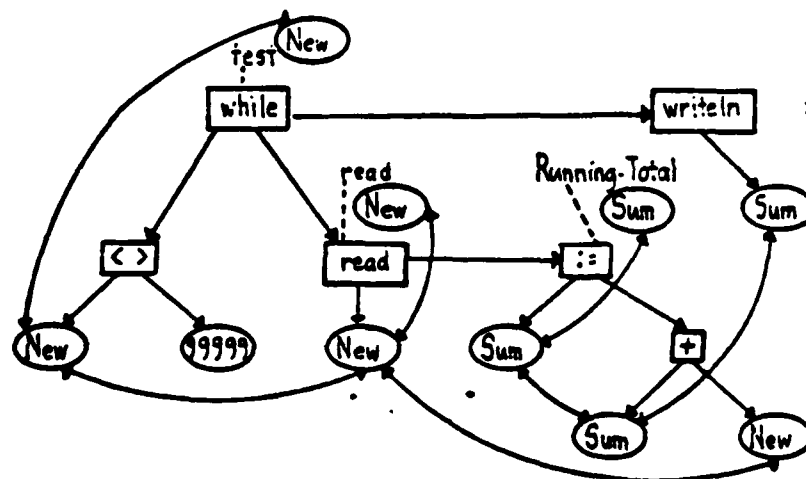 New
test
while
writeln
read
New
Running-Total
Sum
Sum
< >
read
:=
New
99999
New
Sum
+
Sum
New